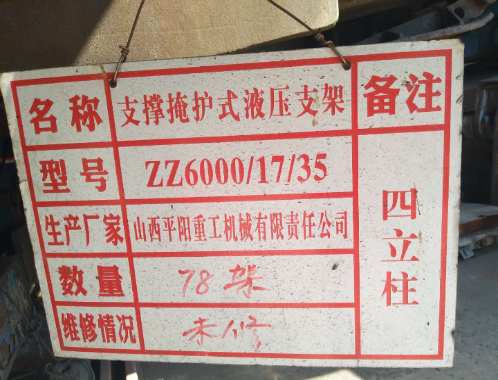 名称 支撑掩护式液压支架 备注
型号 ZZ6000/17/35
生产厂家 山西平阳重工机械有限责任公司
数量 78架
维修情况 未修
四立柱